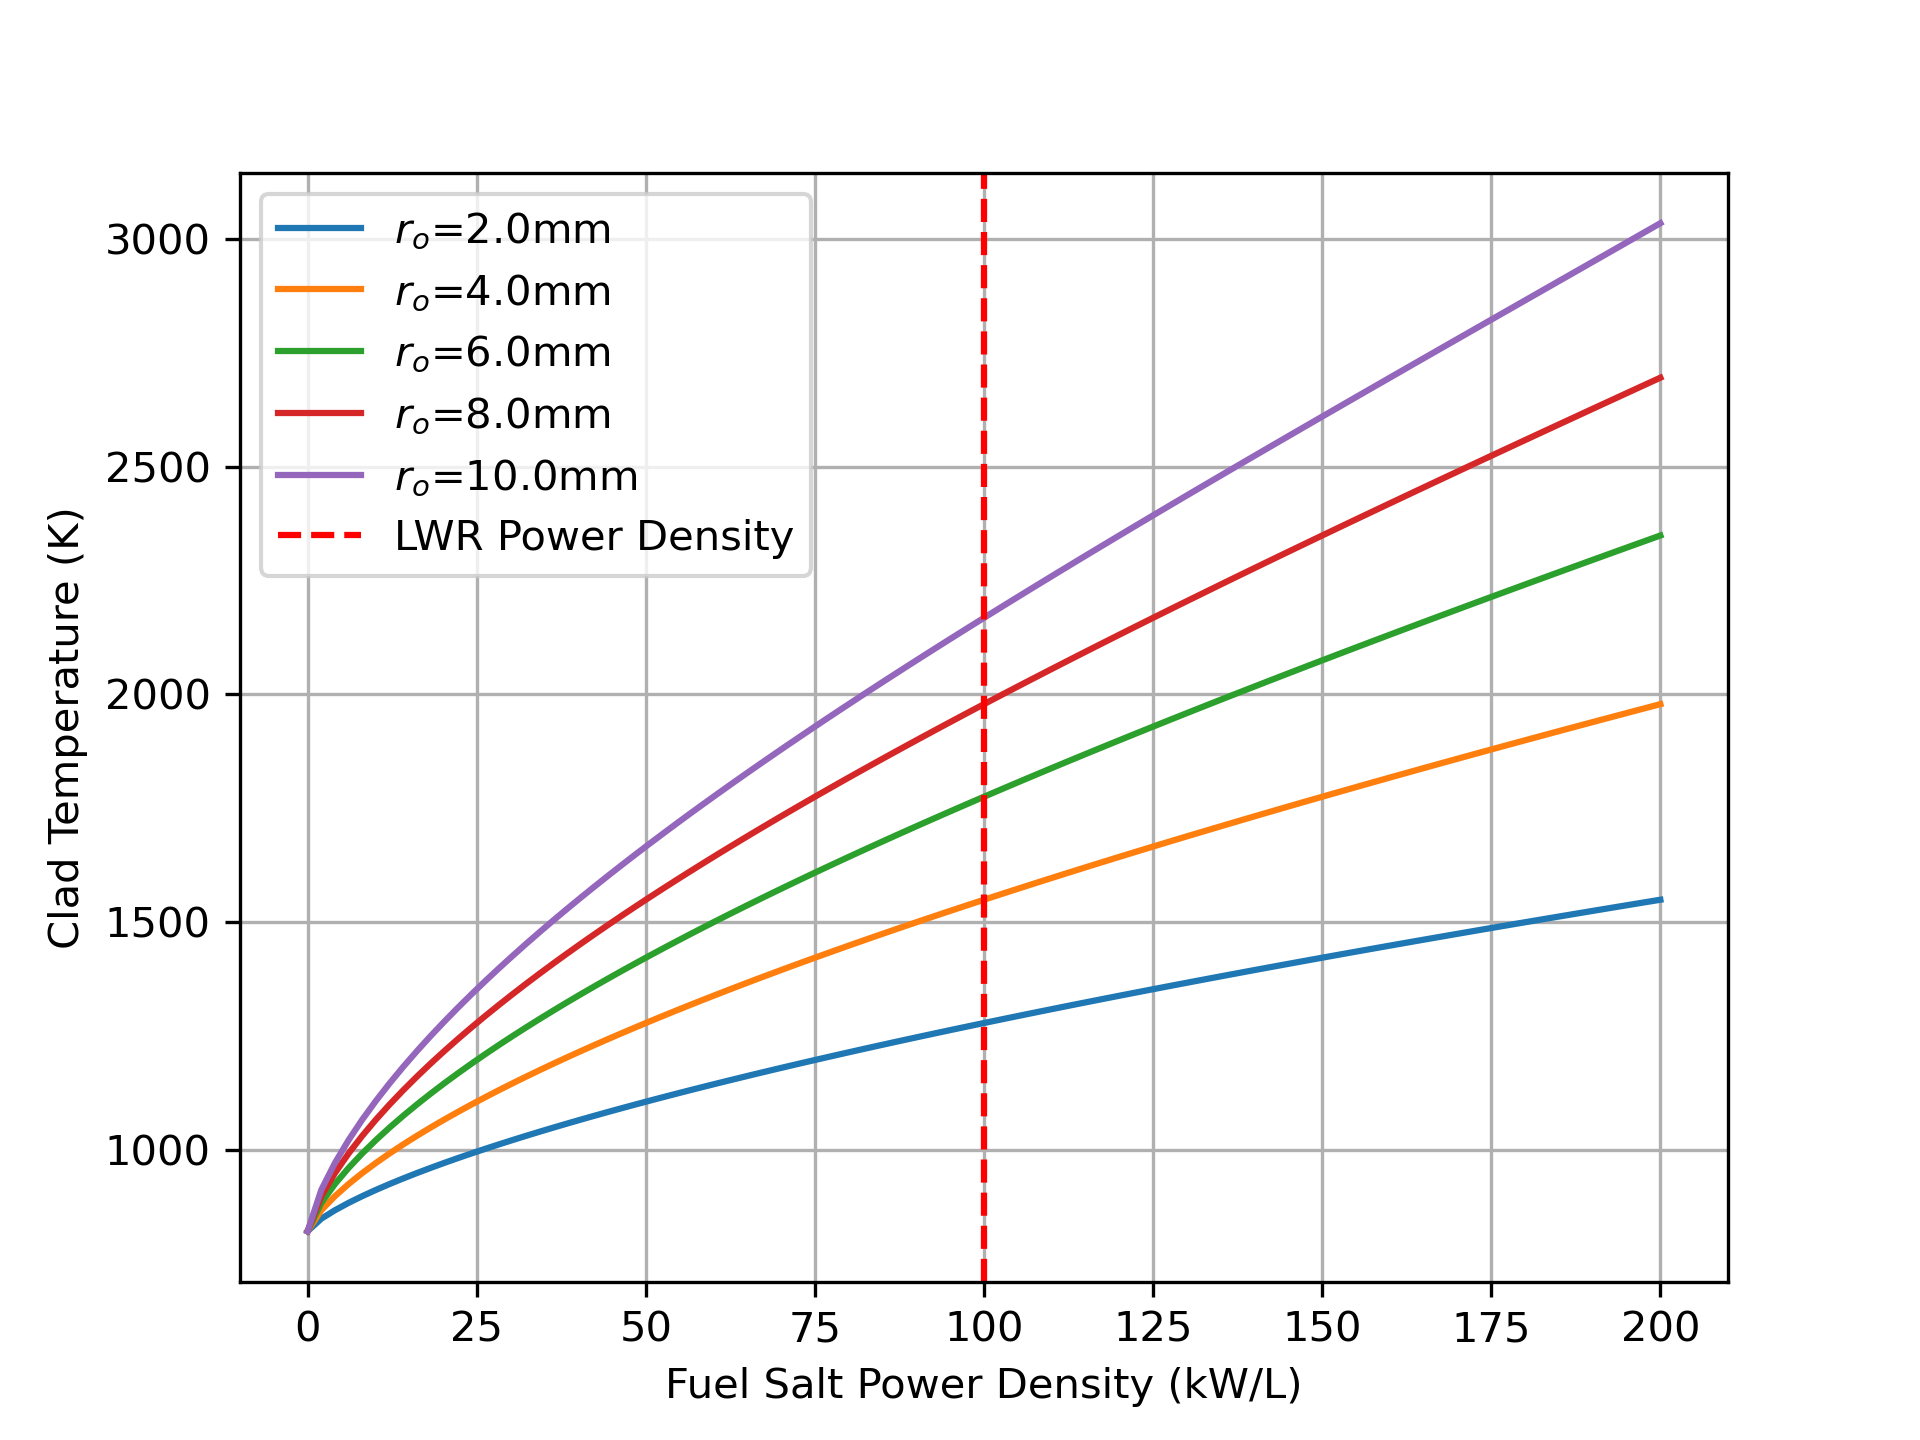 r_o=2.0mm
r_o=4.0mm
r_o=6.0mm
r_o=8.0mm
r_o=10.0mm
LWR Power Density
3000
2500
2000
1500
1000
Clad Temperature (K)
0 25 50 75 100 125 150 175 200
Fuel Salt Power Density (kW/L)